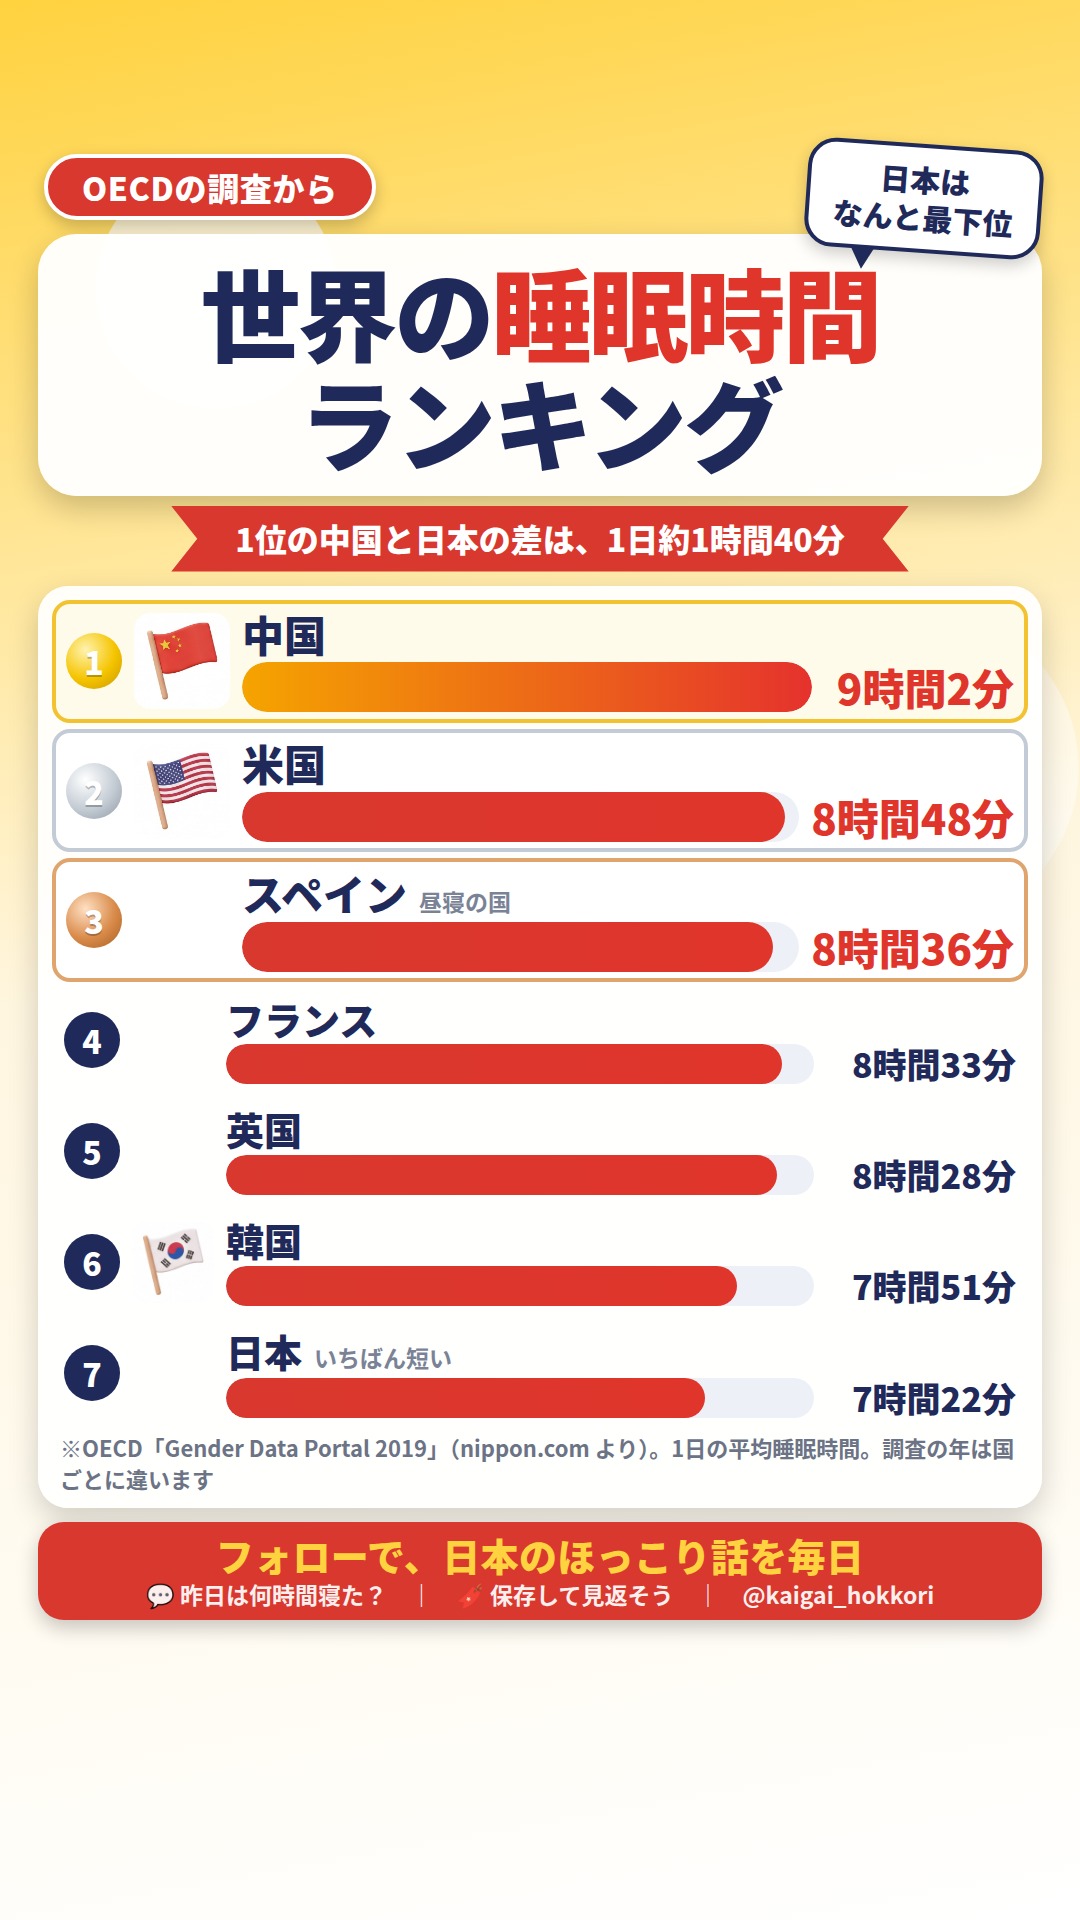 OECDの調査から
日本は
なんと最下位
世界の睡眠時間
ランキング
1位の中国と日本の差は、1日約1時間40分
1
中国
9時間2分
2
米国
8時間48分
3
スペイン 昼寝の国
8時間36分
4
フランス
8時間33分
5
英国
8時間28分
6
韓国
7時間51分
7
日本 いちばん短い
7時間22分
※OECD「Gender Data Portal 2019」（nippon.com より）。1日の平均睡眠時間。調査の年は国
ごとに違います
フォローで、日本のほっこり話を毎日
💬 昨日は何時間寝た？ ｜ 🔖 保存して見返そう ｜ @kaigai_hokkori